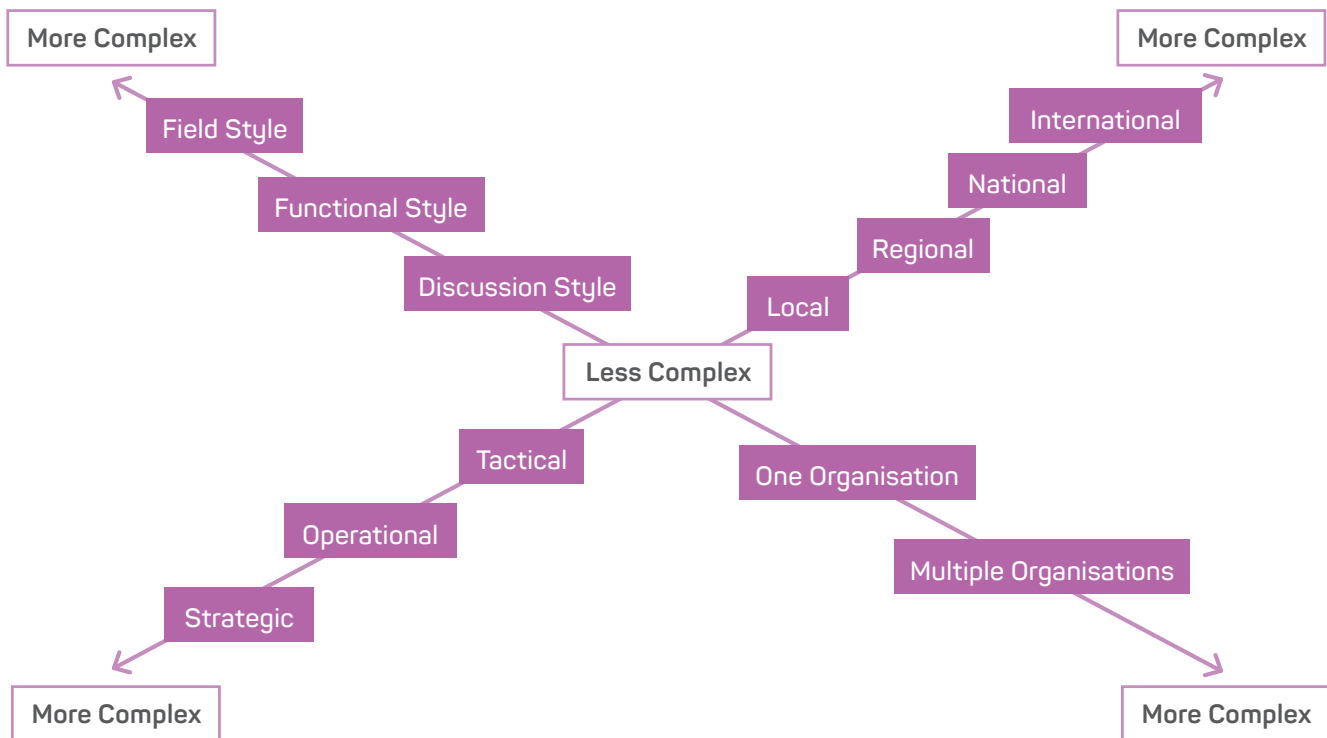 More Complex
More Complex
Field Style
International
Functional Style
National
Discussion Style
Regional
Local
Less Complex
Tactical
One Organisation
Operational
Multiple Organisations
Strategic
More Complex
More Complex